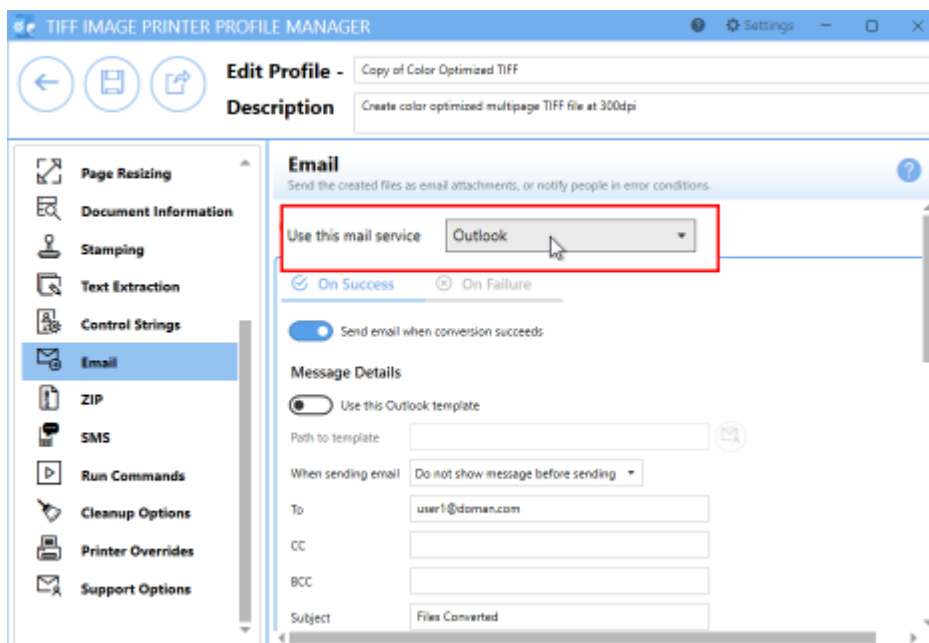 TIFF IMAGE PRINTER PROFILE MANAGER
Settings
Edit Profile - Copy of Color Optimized TIFF
Description Create color optimized multipage TIFF file at 300dpi
Page Resizing
Document Information
Stamping
Text Extraction
Control Strings
Email
ZIP
SMS
Run Commands
Cleanup Options
Printer Overrides
Support Options
Email
Send the created files as email attachments, or notify people in error conditions.
Use this mail service Outlook
On Success On Failure
Send email when conversion succeeds
Message Details
Use this Outlook template
Path to template
When sending email Do not show message before sending
To user1@doman.com
CC
BCC
Subject Files Converted